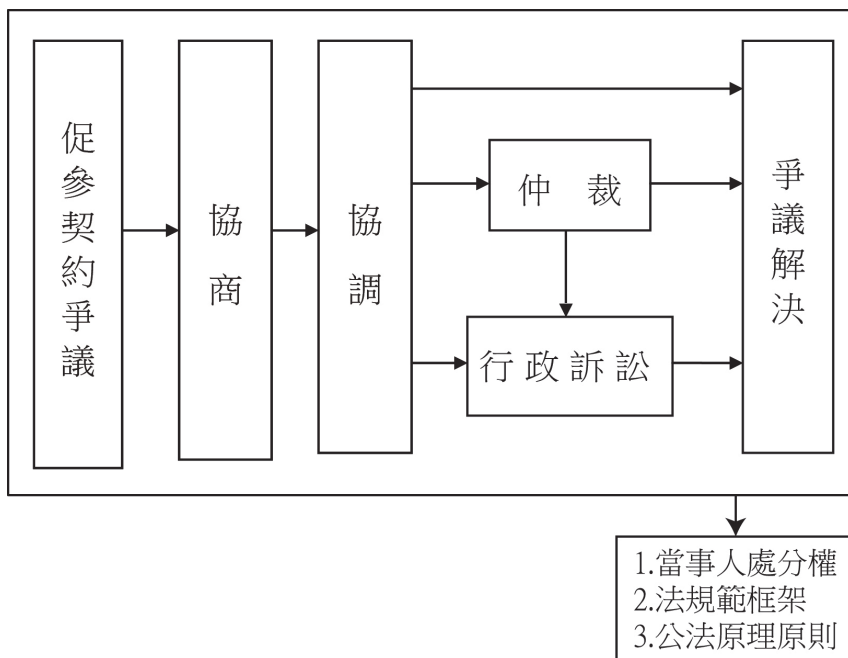 促參契約爭議
協商
協調
仲 裁
行政訴訟
爭議解決
1.當事人處分權
2.法規範框架
3.公法原理原則